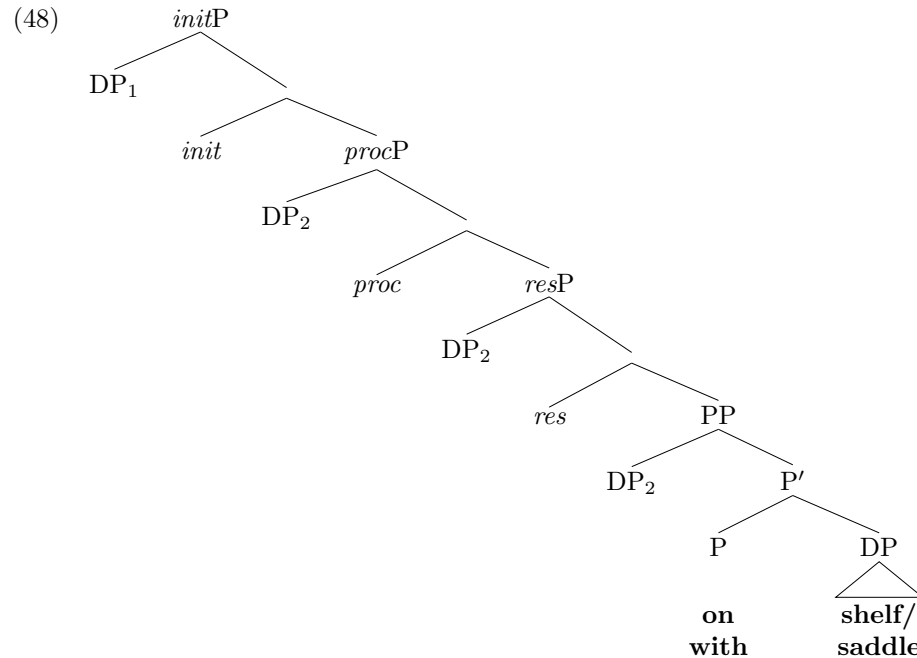 (48)
initP
DP₁
init procP
DP₂
proc resP
DP₂
res PP
DP₂ P′
P DP
on shelf/
with saddle